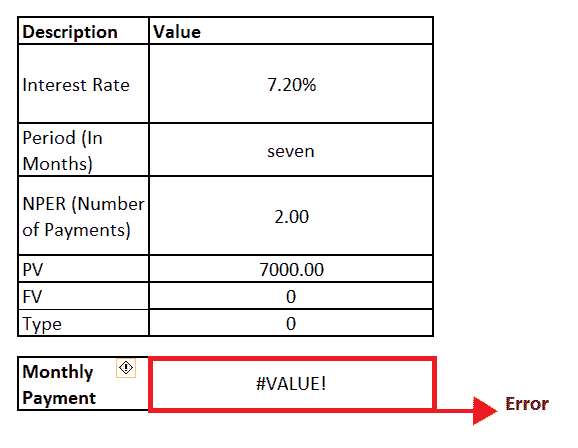 Description Value
Interest Rate 7.20%
Period (In
Months) seven
NPER (Number
of Payments) 2.00
PV 7000.00
FV 0
Type 0
Monthly
Payment #VALUE!
Error